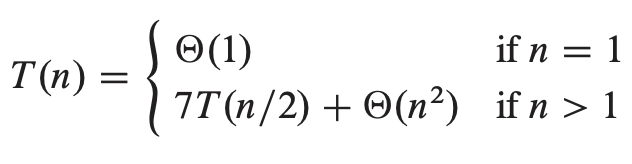 T(n) = { Θ(1) if n = 1
7T(n/2) + Θ(n²) if n > 1